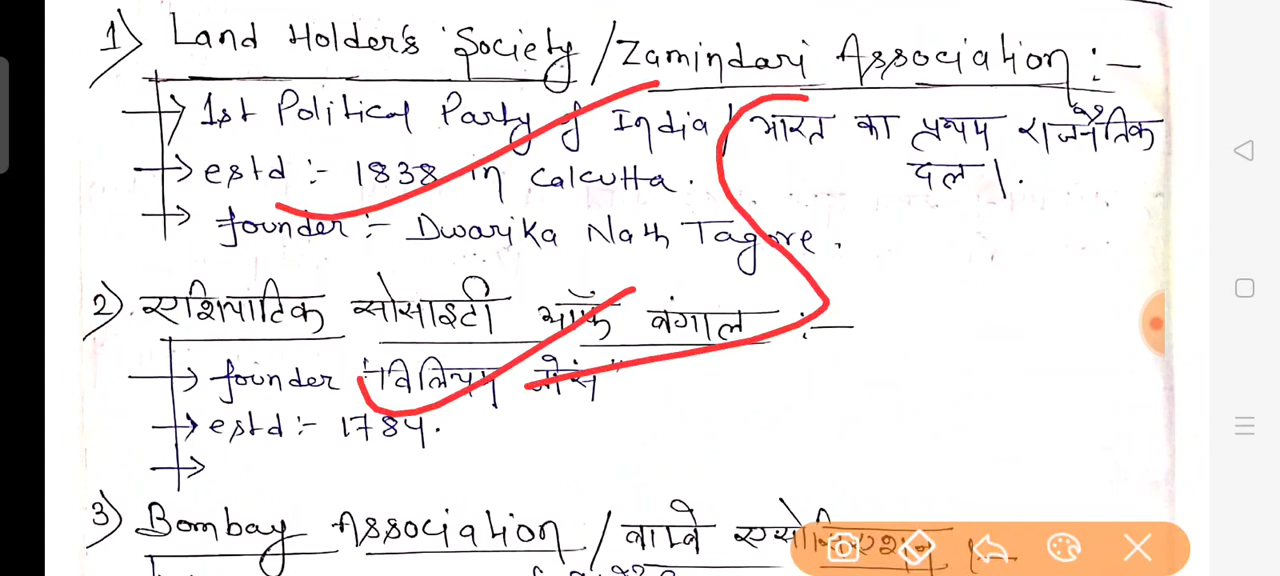 1) Land Holder's Society / Zamindari Association :-
→ 1st Political Party of India / भारत का प्रथम राजनैतिक
दल।
→ estd :- 1838 in Calcutta.
→ founder :- Dwarika Nath Tagore.
2) एशियाटिक सोसाइटी ऑफ बंगाल :-
→ founder "विलियम जोंस"
→ estd :- 1784.
→
3) Bombay Association / बाम्बे